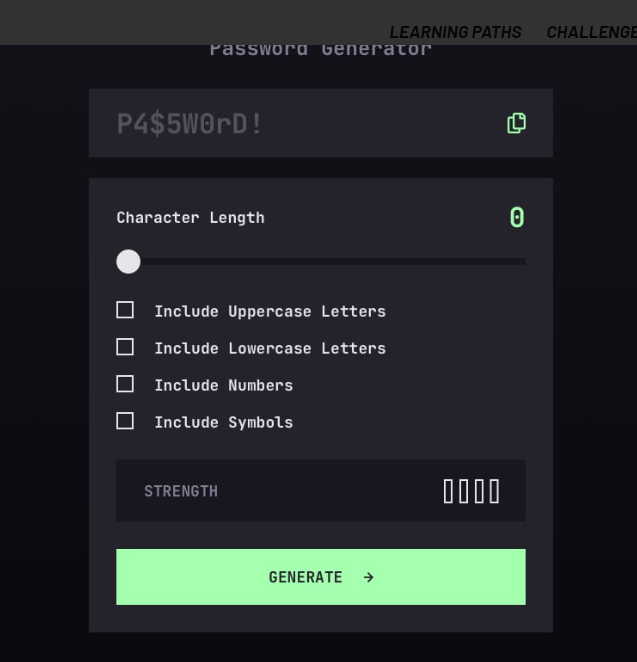 LEARNING PATHS CHALLENGE
Password Generator
P4$5W0rD!
Character Length 0
Include Uppercase Letters
Include Lowercase Letters
Include Numbers
Include Symbols
STRENGTH
GENERATE →